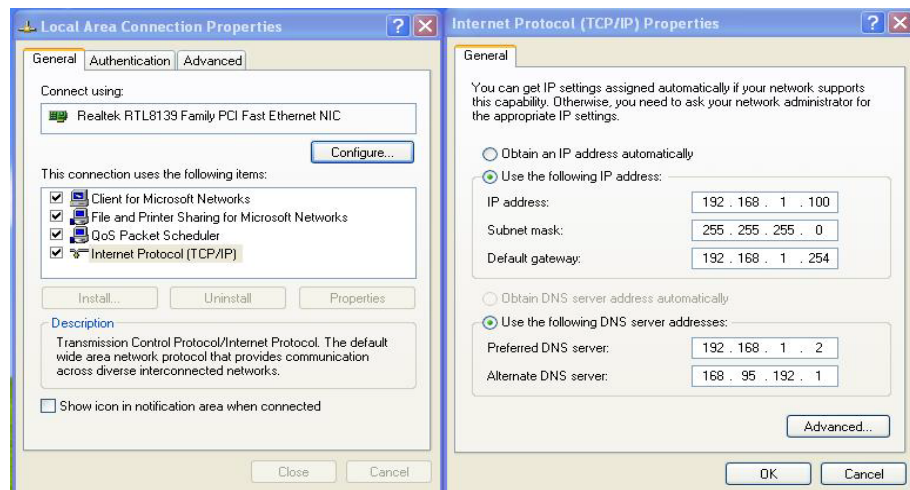 Local Area Connection Properties
General
Authentication
Advanced
Connect using:
Realtek RTL8139 Family PCI Fast Ethernet NIC
Configure...
This connection uses the following items:
Client for Microsoft Networks
File and Printer Sharing for Microsoft Networks
QoS Packet Scheduler
Internet Protocol (TCP/IP)
Install...
Uninstall
Properties
Description
Transmission Control Protocol/Internet Protocol. The default
wide area network protocol that provides communication
across diverse interconnected networks.
Show icon in notification area when connected
Close
Cancel
Internet Protocol (TCP/IP) Properties
General
You can get IP settings assigned automatically if your network supports
this capability. Otherwise, you need to ask your network administrator for
the appropriate IP settings.
Obtain an IP address automatically
Use the following IP address:
IP address: 192 . 168 . 1 . 100
Subnet mask: 255 . 255 . 255 . 0
Default gateway: 192 . 168 . 1 . 254
Obtain DNS server address automatically
Use the following DNS server addresses:
Preferred DNS server: 192 . 168 . 1 . 2
Alternate DNS server: 168 . 95 . 192 . 1
Advanced...
OK
Cancel